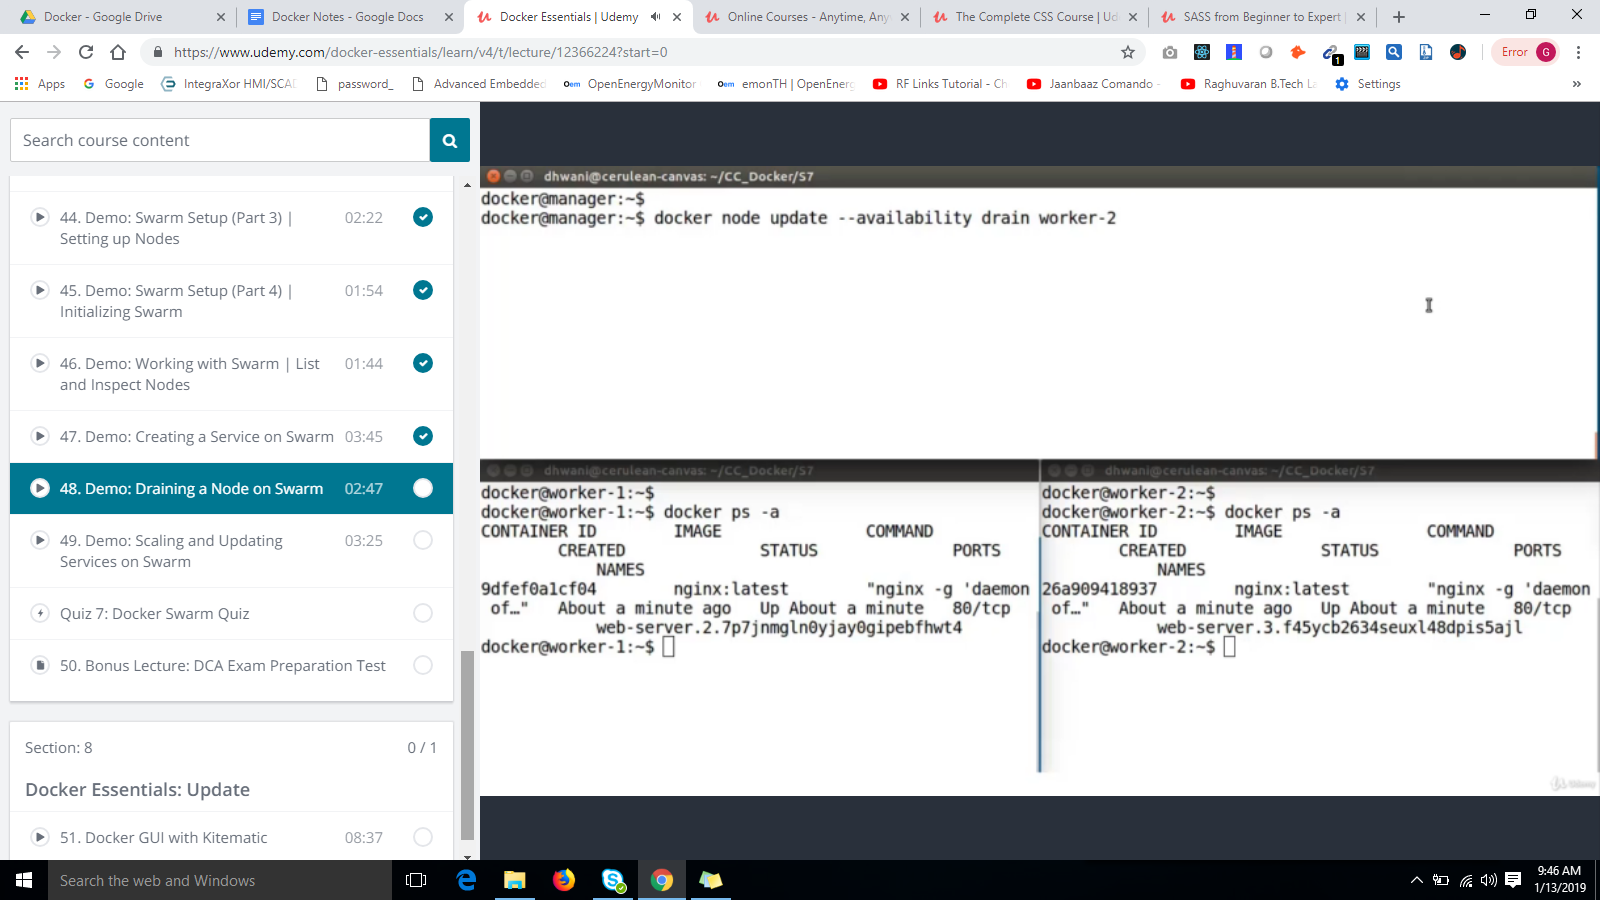 Docker - Google Drive
Docker Notes - Google Docs
Docker Essentials | Udemy
Online Courses - Anytime, Any
The Complete CSS Course | Ud
SASS from Beginner to Expert |
https://www.udemy.com/docker-essentials/learn/v4/t/lecture/12366224?start=0
1
Error
G
Apps
Google
IntegraXor HMI/SCAD
password_
Advanced Embedded
OpenEnergyMonitor
emonTH | OpenEnerg
RF Links Tutorial - Ch
Jaanbaaz Comando -
Raghuvaran B.Tech La
Settings
»
Search course content
44. Demo: Swarm Setup (Part 3) | 02:22
Setting up Nodes
45. Demo: Swarm Setup (Part 4) | 01:54
Initializing Swarm
46. Demo: Working with Swarm | List 01:44
and Inspect Nodes
47. Demo: Creating a Service on Swarm 03:45
48. Demo: Draining a Node on Swarm 02:47
49. Demo: Scaling and Updating 03:25
Services on Swarm
Quiz 7: Docker Swarm Quiz
50. Bonus Lecture: DCA Exam Preparation Test
Section: 8 0 / 1
Docker Essentials: Update
51. Docker GUI with Kitematic 08:37
dhwani@cerulean-canvas: ~/CC_Docker/S7
docker@manager:~$
docker@manager:~$ docker node update --availability drain worker-2
dhwani@cerulean-canvas: ~/CC_Docker/S7
docker@worker-1:~$
docker@worker-1:~$ docker ps -a
CONTAINER ID IMAGE COMMAND
CREATED STATUS PORTS
NAMES
9dfef0a1cf04 nginx:latest "nginx -g 'daemon
of…" About a minute ago Up About a minute 80/tcp
web-server.2.7p7jnmgln0yjay0gipebfhwt4
docker@worker-1:~$
dhwani@cerulean-canvas: ~/CC_Docker/S7
docker@worker-2:~$
docker@worker-2:~$ docker ps -a
CONTAINER ID IMAGE COMMAND
CREATED STATUS PORTS
NAMES
26a909418937 nginx:latest "nginx -g 'daemon
of…" About a minute ago Up About a minute 80/tcp
web-server.3.f45ycb2634seuxl48dpis5ajl
docker@worker-2:~$
Udemy
Search the web and Windows
9:46 AM
1/13/2019